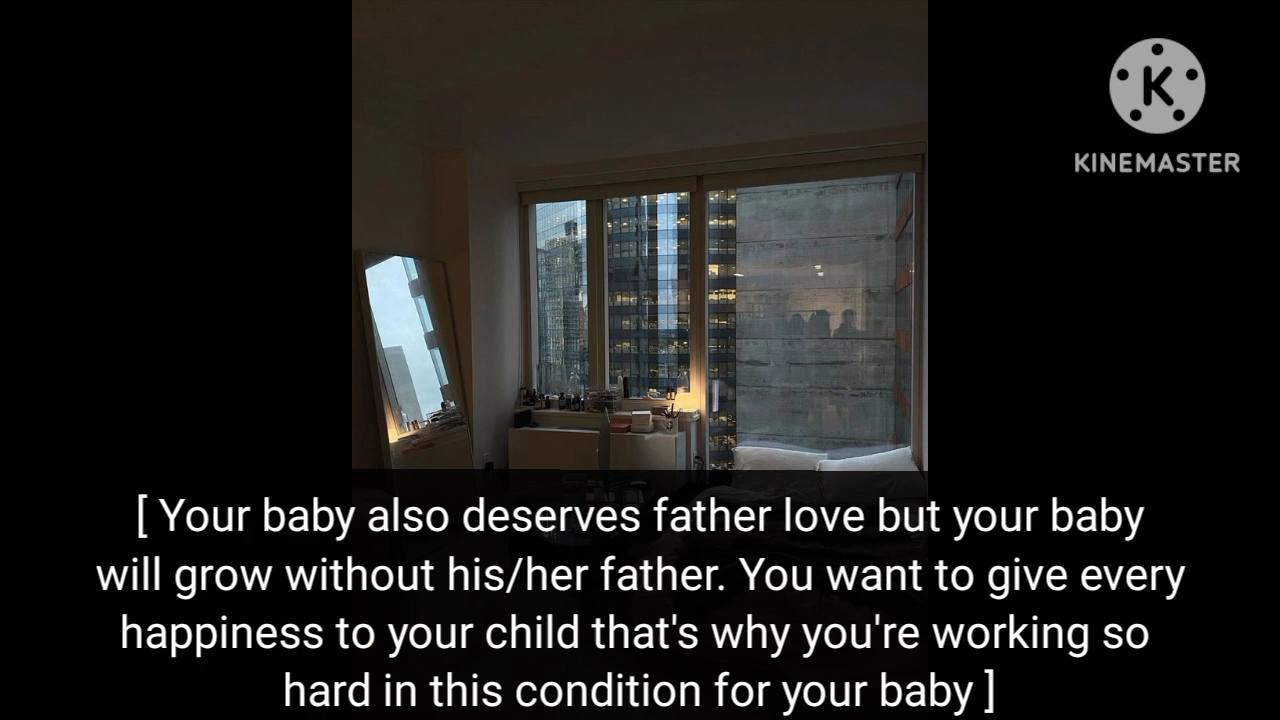 K
KINEMASTER
[ Your baby also deserves father love but your baby
will grow without his/her father. You want to give every
happiness to your child that's why you're working so
hard in this condition for your baby ]